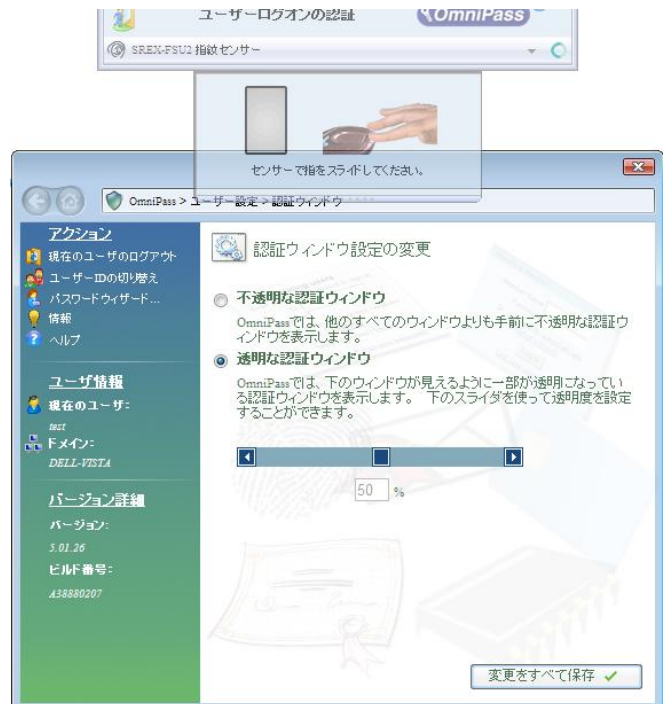 ユーザーログオンの認証
OmniPass
SREX-FSU2 指紋センサー
センサーで指をスライドしてください。
OmniPass > ユーザー設定 > 認証ウィンドウ
アクション
現在のユーザのログアウト
ユーザーIDの切り替え
パスワードウィザード...
情報
ヘルプ
ユーザ情報
現在のユーザ:
test
ドメイン:
DELL-VISTA
バージョン詳細
バージョン:
5.01.26
ビルド番号:
A38880207
認証ウィンドウ設定の変更
不透明な認証ウィンドウ
OmniPassでは、他のすべてのウィンドウよりも手前に不透明な認証ウ
ィンドウを表示します。
透明な認証ウィンドウ
OmniPassでは、下のウィンドウが見えるように一部が透明になってい
る認証ウィンドウを表示します。 下のスライダを使って透明度を設定
することができます。
50 %
変更をすべて保存